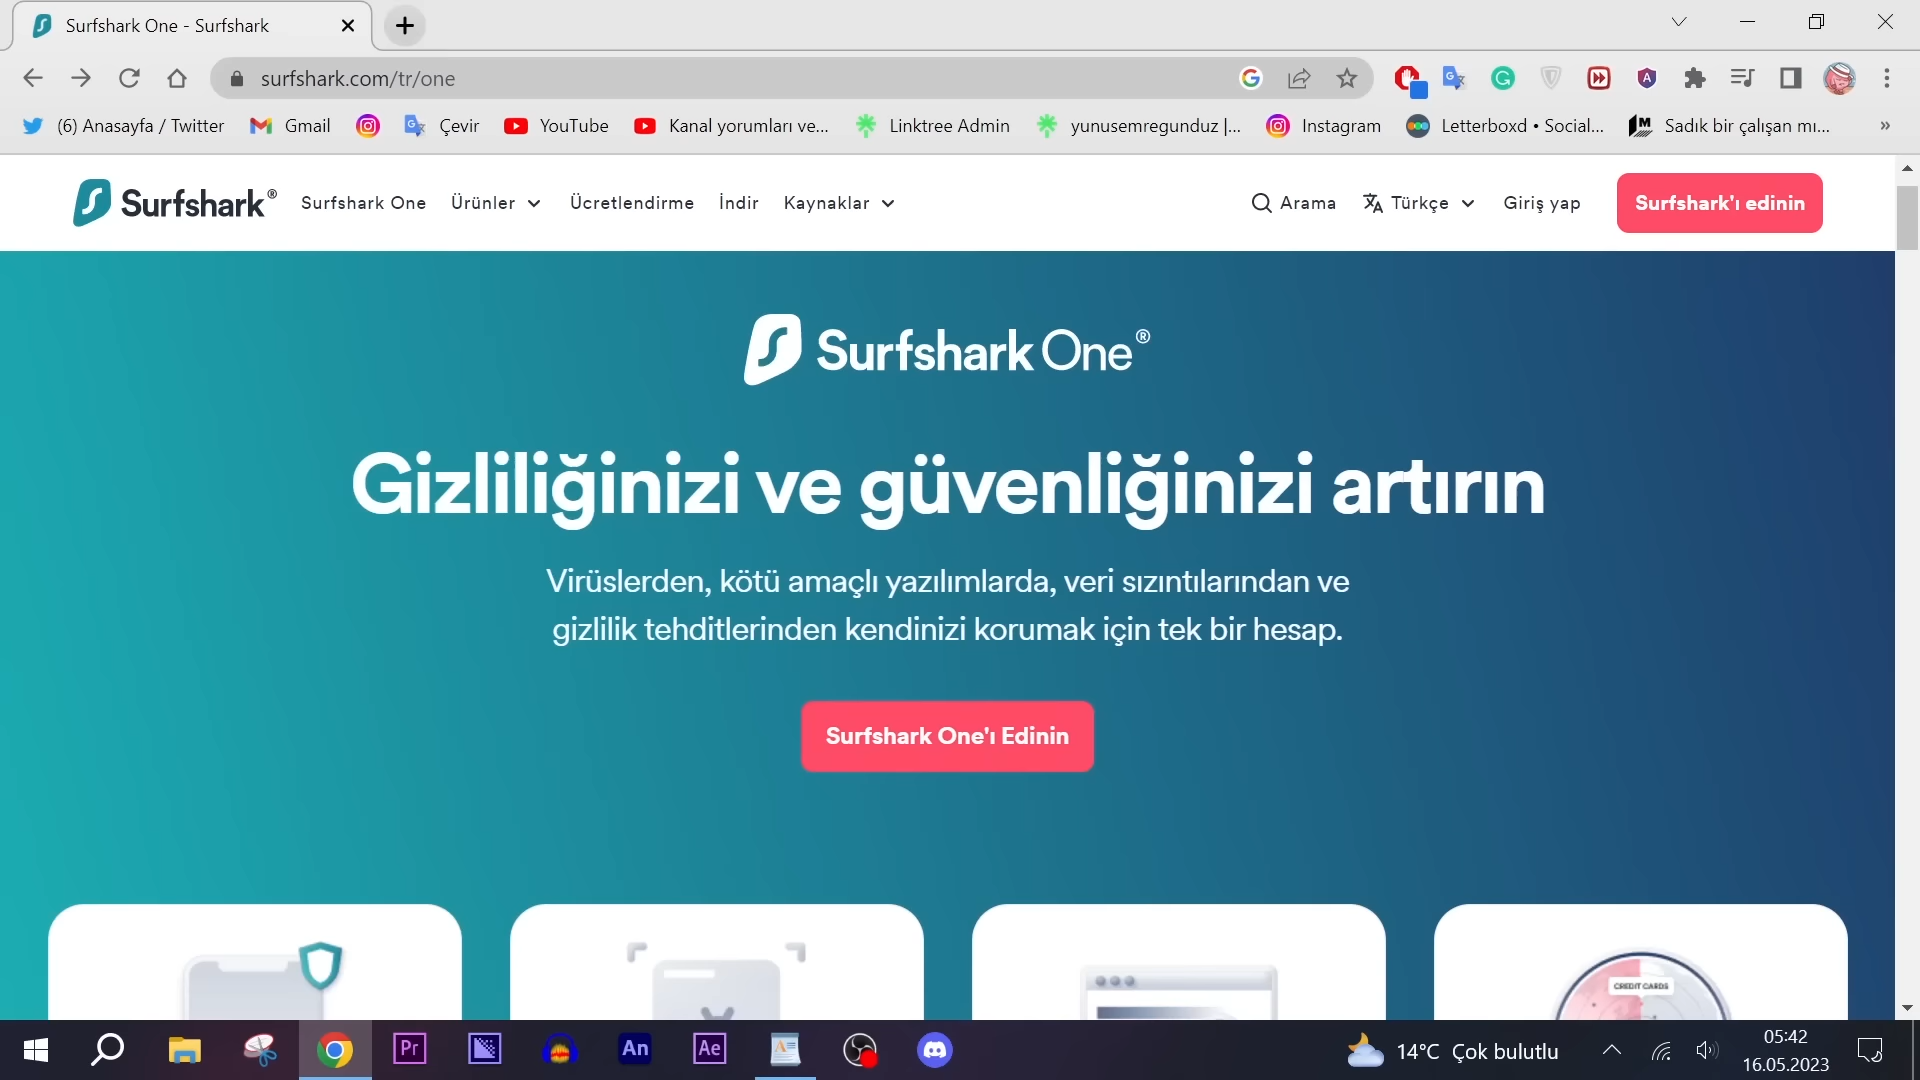 Surfshark One - Surfshark
surfshark.com/tr/one
(6) Anasayfa / Twitter Gmail Çevir YouTube Kanal yorumları ve... Linktree Admin yunusemregunduz |... Instagram Letterboxd • Social... Sadık bir çalışan mı... »
Surfshark® Surfshark One Ürünler Ücretlendirme İndir Kaynaklar Arama Türkçe Giriş yap Surfshark'ı edinin
Surfshark One®
Gizliliğinizi ve güvenliğinizi artırın
Virüslerden, kötü amaçlı yazılımlarda, veri sızıntılarından ve
gizlilik tehditlerinden kendinizi korumak için tek bir hesap.
Surfshark One'ı Edinin
CREDIT CARDS
Pr An Ae 14°C Çok bulutlu 05:42
16.05.2023